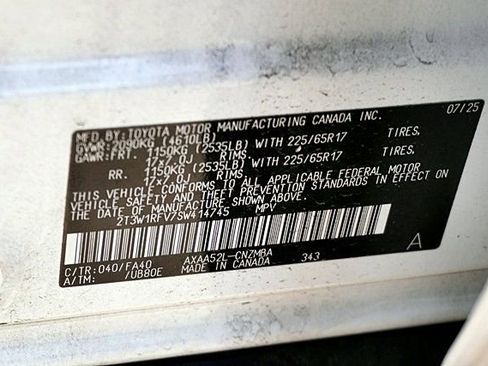 MFD. BY: TOYOTA MOTOR MANUFACTURING CANADA INC. 07/25
GVWR: 2090KG (4610LB)
GAWR: FRT. 1150KG (2535LB) WITH 225/65R17 TIRES.
17x7.0J RIMS.
RR. 1150KG (2535LB) WITH 225/65R17 TIRES.
17x7.0J RIMS.
THIS VEHICLE CONFORMS TO ALL APPLICABLE FEDERAL MOTOR
VEHICLE SAFETY AND THEFT PREVENTION STANDARDS IN EFFECT ON
THE DATE OF MANUFACTURE SHOWN ABOVE.
2T3W1RFV7SW414745 MPV
C/TR: 040/FA40 AXAA52L-CNZMBA 343
A/TM: /UB80E MADE IN CANADA
A